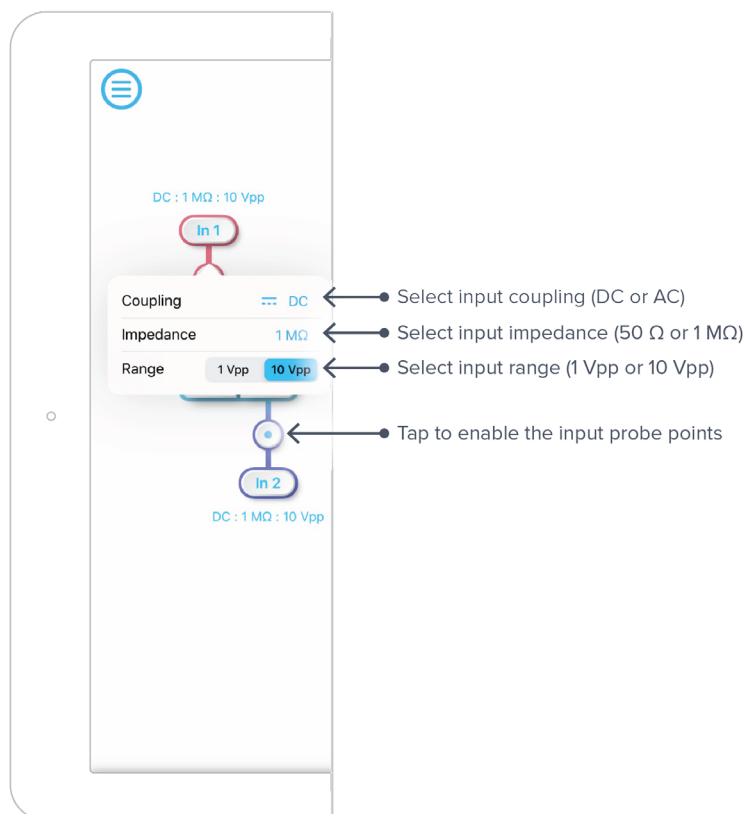 DC : 1 MΩ : 10 Vpp
In 1
Coupling DC
Select input coupling (DC or AC)
Impedance 1 MΩ
Select input impedance (50 Ω or 1 MΩ)
Range 1 Vpp 10 Vpp
Select input range (1 Vpp or 10 Vpp)
Tap to enable the input probe points
In 2
DC : 1 MΩ : 10 Vpp